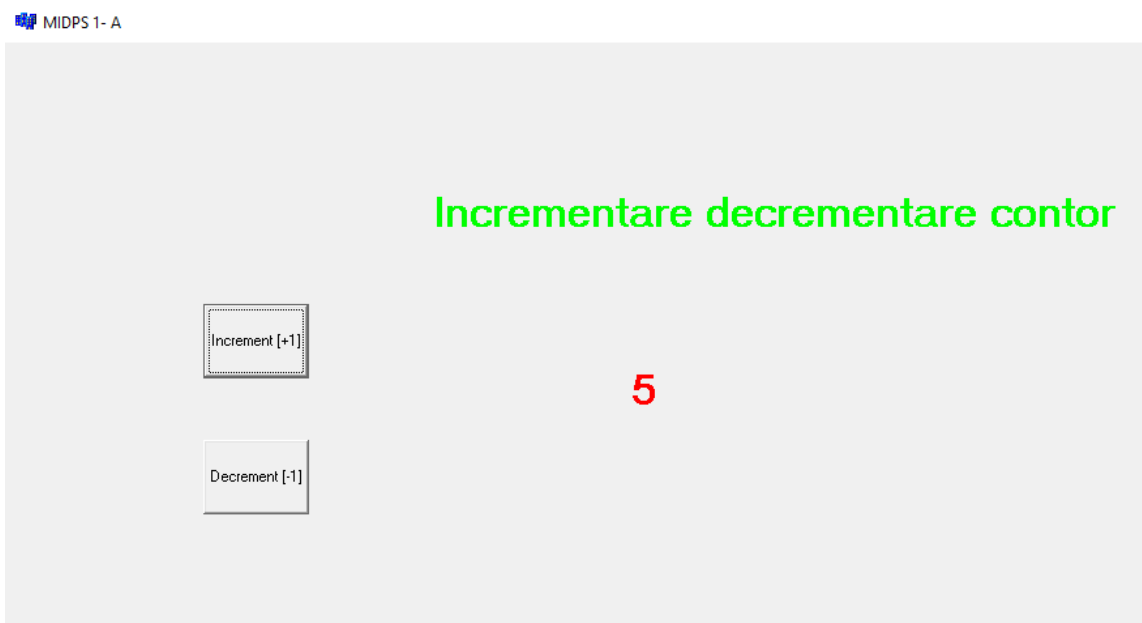 MIDPS 1- A
Incrementare decrementare contor
Increment [+1]
5
Decrement [-1]